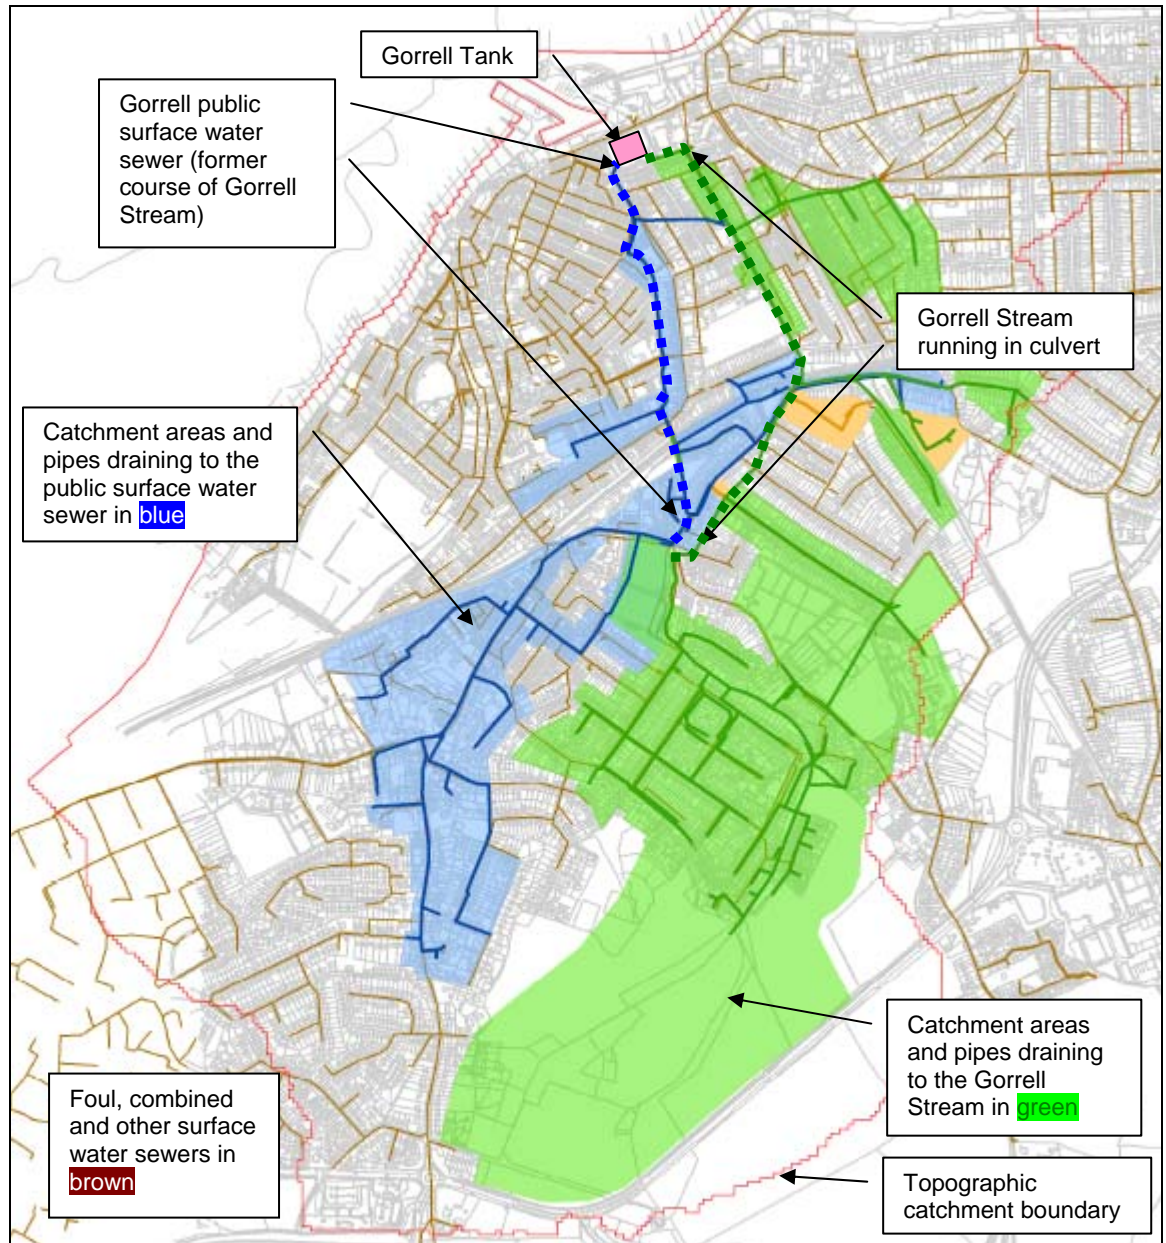 Gorrell Tank
Gorrell public
surface water
sewer (former
course of Gorrell
Stream)
Gorrell Stream
running in culvert
Catchment areas and
pipes draining to the
public surface water
sewer in blue
Catchment areas
and pipes draining
to the Gorrell
Stream in green
Foul, combined
and other surface
water sewers in
brown
Topographic
catchment boundary